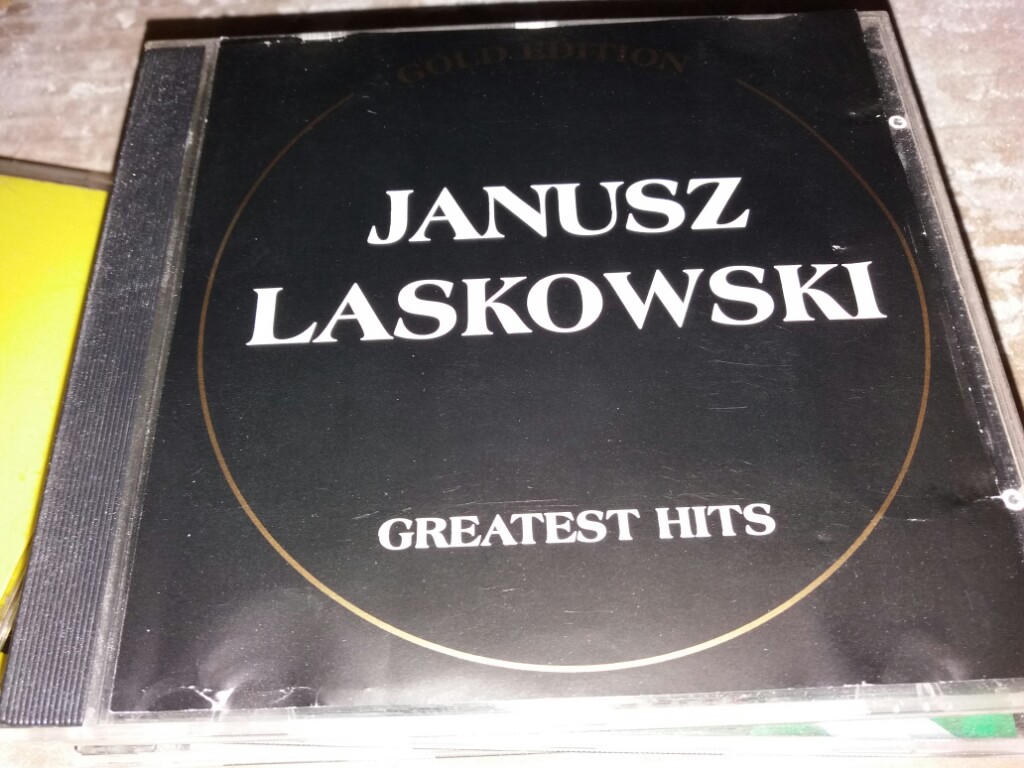 GOLD EDITION
JANUSZ
LASKOWSKI
GREATEST HITS